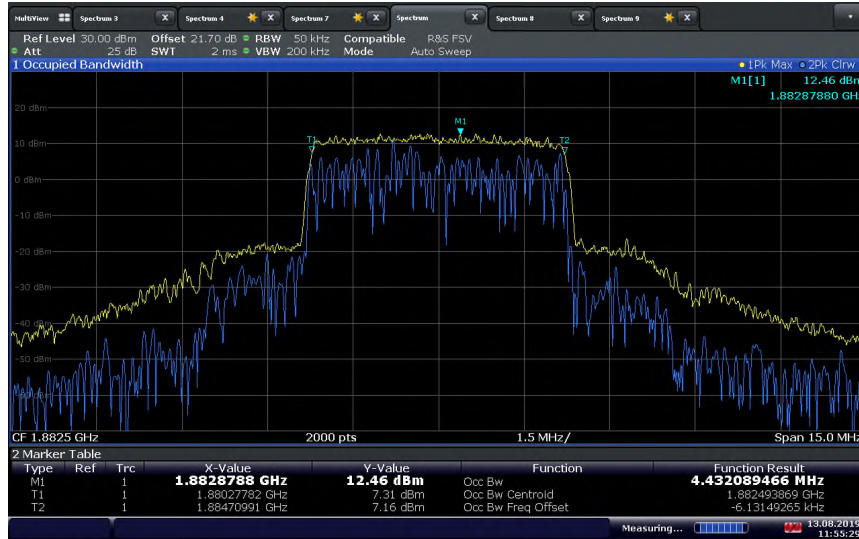 MultiView Spectrum 3 X Spectrum 4 X Spectrum 7 X Spectrum X Spectrum 8 X Spectrum 9 X
Ref Level 30.00 dBm Offset 21.70 dB RBW 50 kHz Compatible R&S FSV
Att 25 dB SWT 2 ms VBW 200 kHz Mode Auto Sweep
1 Occupied Bandwidth 1Pk Max 2Pk Clrw
M1[1] 12.46 dBm
1.88287880 GHz
20 dBm
M1
10 dBm
T1 T2
0 dBm
-10 dBm
-20 dBm
-30 dBm
-40 dBm
-50 dBm
-60 dBm
CF 1.8825 GHz 2000 pts 1.5 MHz/ Span 15.0 MHz
2 Marker Table
Type Ref Trc X-Value Y-Value Function Function Result
M1 1 1.8828788 GHz 12.46 dBm Occ Bw 4.432089466 MHz
T1 1 1.88027782 GHz 7.31 dBm Occ Bw Centroid 1.882493869 GHz
T2 1 1.88470991 GHz 7.16 dBm Occ Bw Freq Offset -6.13149265 kHz
Measuring... 13.08.2019
11:55:29